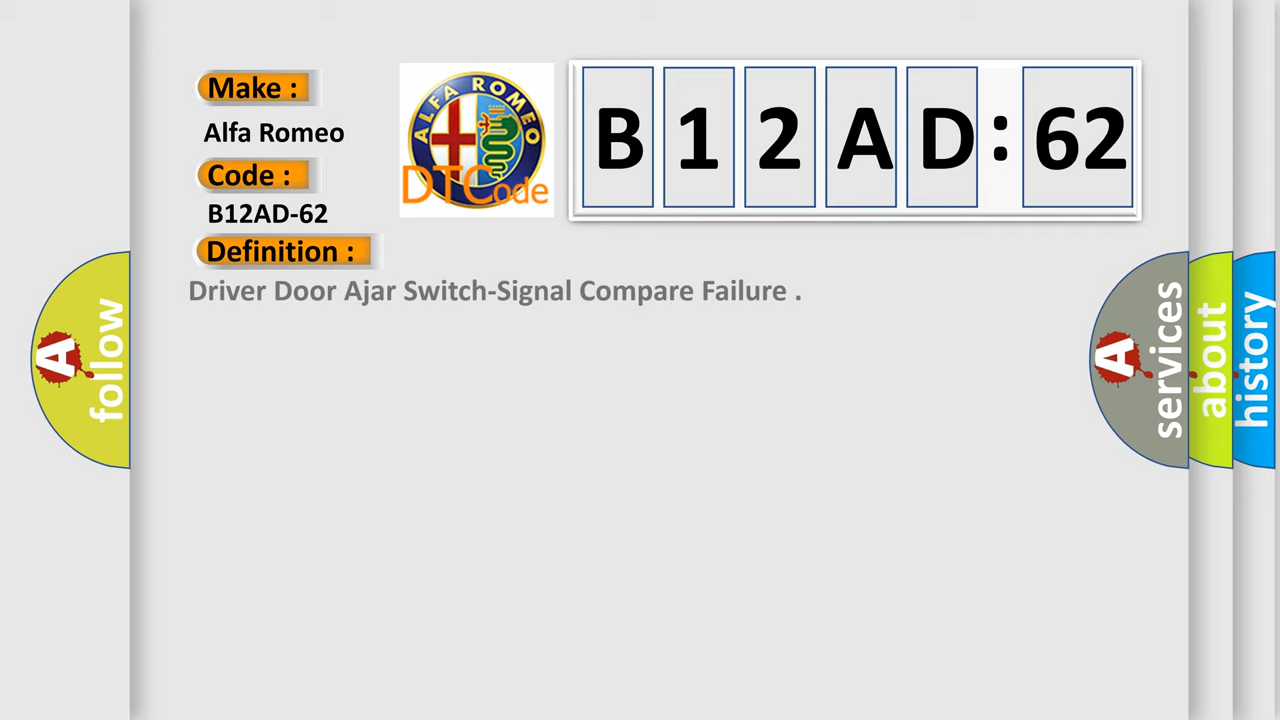 Make :
Alfa Romeo
Code :
B12AD-62
Definition :
Driver Door Ajar Switch-Signal Compare Failure .
ALFA ROMEO
DTCode
B 1 2 A D : 62
A follow
A services
about
history